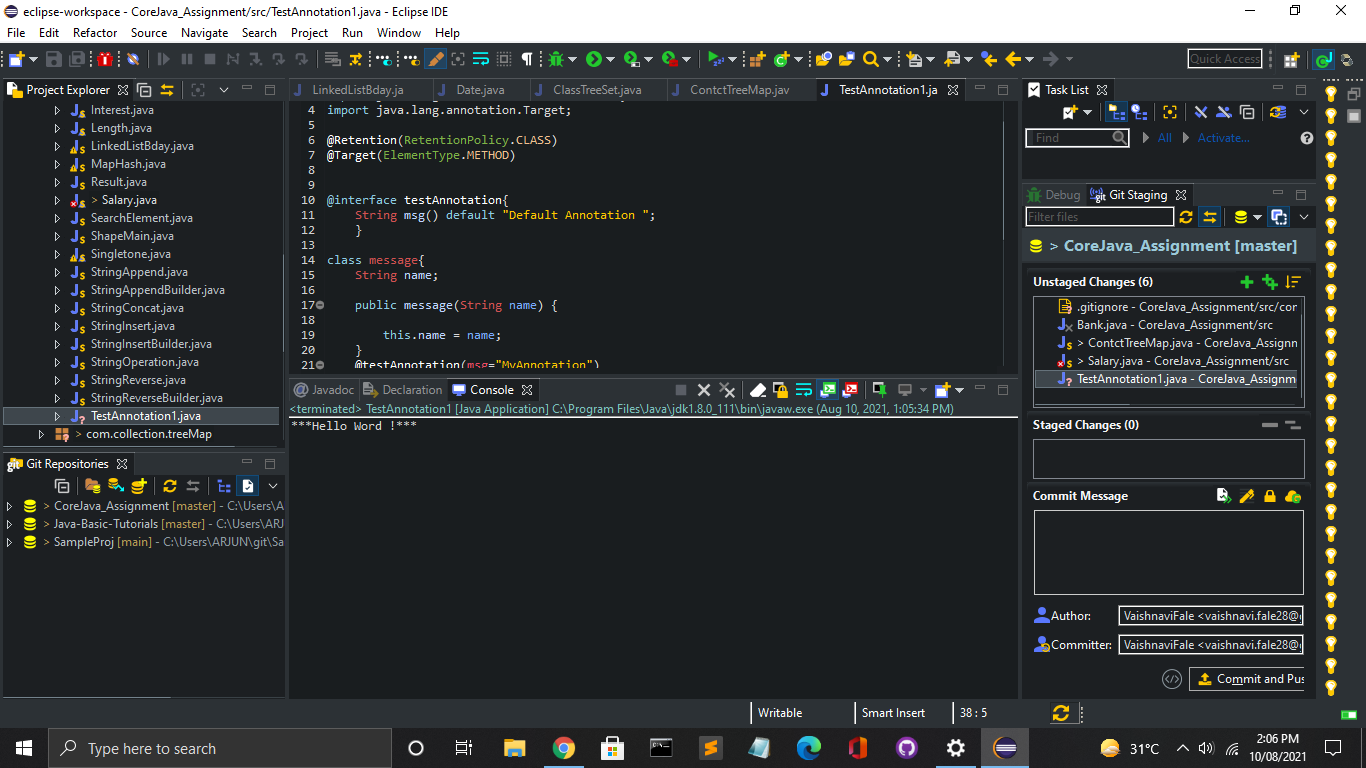 eclipse-workspace - CoreJava_Assignment/src/TestAnnotation1.java - Eclipse IDE
File Edit Refactor Source Navigate Search Project Run Window Help
Quick Access
Project Explorer
Interest.java
Length.java
LinkedListBday.java
MapHash.java
Result.java
> Salary.java
SearchElement.java
ShapeMain.java
Singletone.java
StringAppend.java
StringAppendBuilder.java
StringConcat.java
StringInsert.java
StringInsertBuilder.java
StringOperation.java
StringReverse.java
StringReverseBuilder.java
TestAnnotation1.java
> com.collection.treeMap
Git Repositories
> CoreJava_Assignment [master] - C:\Users\A
> Java-Basic-Tutorials [master] - C:\Users\ARJ
> SampleProj [main] - C:\Users\ARJUN\git\Sa
LinkedListBday.ja Date.java ClassTreeSet.java ContctTreeMap.jav TestAnnotation1.ja
4 import java.lang.annotation.Target;
5
6 @Retention(RetentionPolicy.CLASS)
7 @Target(ElementType.METHOD)
8
9
10 @interface testAnnotation{
11 String msg() default "Default Annotation ";
12 }
13
14 class message{
15 String name;
16
17 public message(String name) {
18
19 this.name = name;
20 }
21 @testAnnotation(msg="MyAnnotation")
Javadoc Declaration Console
<terminated> TestAnnotation1 [Java Application] C:\Program Files\Java\jdk1.8.0_111\bin\javaw.exe (Aug 10, 2021, 1:05:34 PM)
***Hello Word !***
Task List
Find All Activate...
Debug Git Staging
Filter files
> CoreJava_Assignment [master]
Unstaged Changes (6)
.gitignore - CoreJava_Assignment/src/cor
Bank.java - CoreJava_Assignment/src
> ContctTreeMap.java - CoreJava_Assignn
> Salary.java - CoreJava_Assignment/src
TestAnnotation1.java - CoreJava_Assignm
Staged Changes (0)
Commit Message
Author: VaishnaviFale <vaishnavi.fale28@
Committer: VaishnaviFale <vaishnavi.fale28@
Commit and Pus
Writable Smart Insert 38 : 5
Type here to search
31°C
2:06 PM
10/08/2021